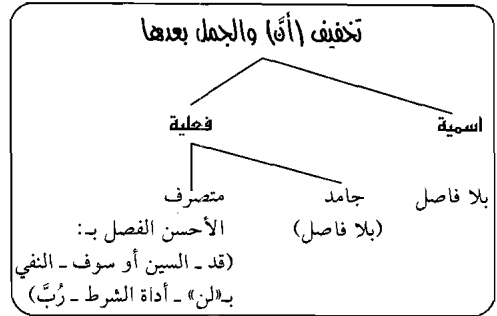 تخفيف (أنَّ) والجمل بعدها
اسمية
فعلية
بلا فاصل
جامد
متصرف
(بلا فاصل)
الأحسن الفصل بـ:
(قد ـ السين أو سوف ـ النفي
بـ«لن» ـ أداة الشرط ـ رُبَّ)